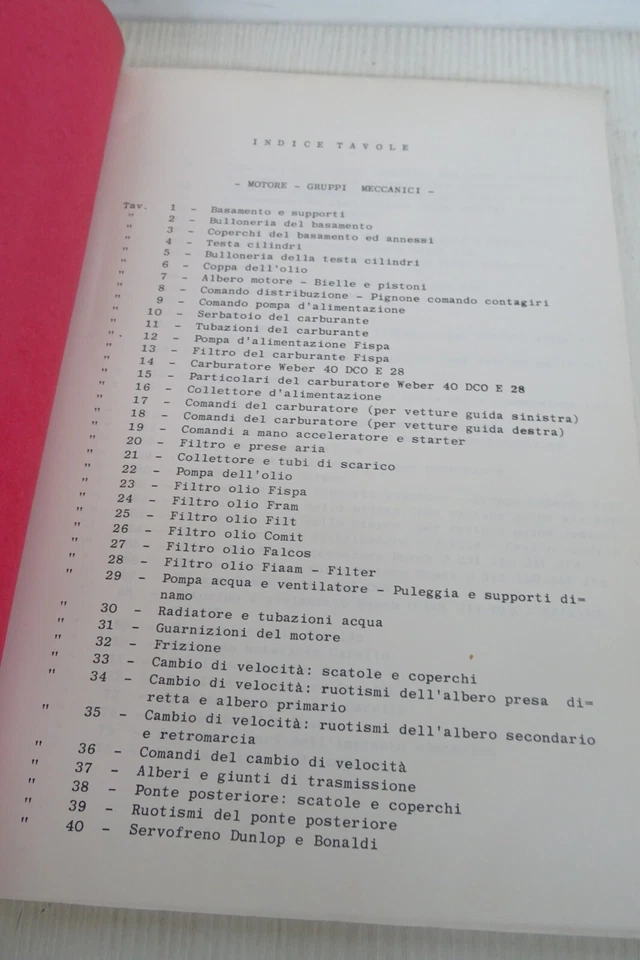 INDICE TAVOLE
- MOTORE - GRUPPI MECCANICI -
Tav. 1 - Basamento e supporti
" 2 - Bulloneria del basamento
" 3 - Coperchi del basamento ed annessi
" 4 - Testa cilindri
" 5 - Bulloneria della testa cilindri
" 6 - Coppa dell'olio
" 7 - Albero motore - Bielle e pistoni
" 8 - Comando distribuzione - Pignone comando contagiri
" 9 - Comando pompa d'alimentazione
" 10 - Serbatoio del carburante
" 11 - Tubazioni del carburante
". 12 - Pompa d'alimentazione Fispa
" 13 - Filtro del carburante Fispa
" 14 - Carburatore Weber 40 DCO E 28
" 15 - Particolari del carburatore Weber 40 DCO E 28
" 16 - Collettore d'alimentazione
" 17 - Comandi del carburatore (per vetture guida sinistra)
" 18 - Comandi del carburatore (per vetture guida destra)
" 19 - Comandi a mano acceleratore e starter
" 20 - Filtro e prese aria
" 21 - Collettore e tubi di scarico
" 22 - Pompa dell'olio
" 23 - Filtro olio Fispa
" 24 - Filtro olio Fram
" 25 - Filtro olio Filt
" 26 - Filtro olio Comit
" 27 - Filtro olio Falcos
" 28 - Filtro olio Fiaam - Filter
" 29 - Pompa acqua e ventilatore - Puleggia e supporti di=
namo
" 30 - Radiatore e tubazioni acqua
" 31 - Guarnizioni del motore
" 32 - Frizione
" 33 - Cambio di velocità: scatole e coperchi
" 34 - Cambio di velocità: ruotismi dell'albero presa di=
retta e albero primario
" 35 - Cambio di velocità: ruotismi dell'albero secondario
e retromarcia
" 36 - Comandi del cambio di velocità
" 37 - Alberi e giunti di trasmissione
" 38 - Ponte posteriore: scatole e coperchi
" 39 - Ruotismi del ponte posteriore
" 40 - Servofreno Dunlop e Bonaldi